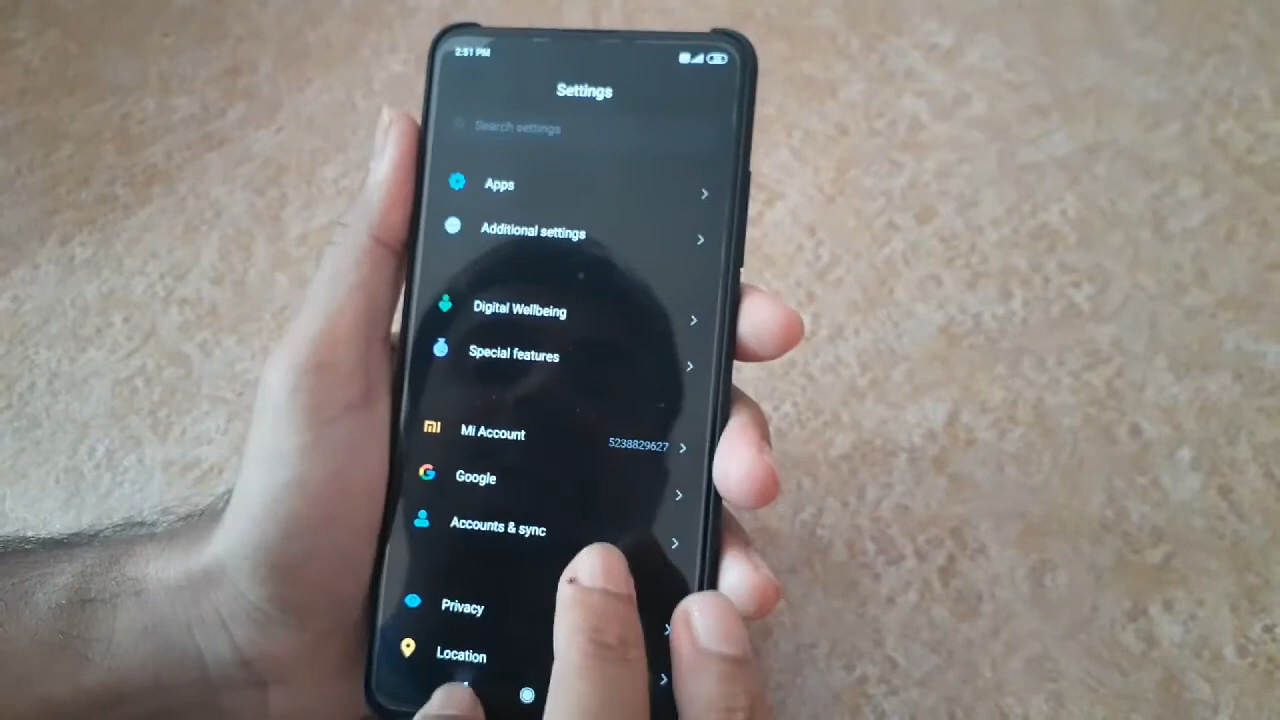 2:51 PM
Settings
Search settings
Apps
Additional settings
Digital Wellbeing
Special features
Mi Account 5238829627
Google
Accounts & sync
Privacy
Location